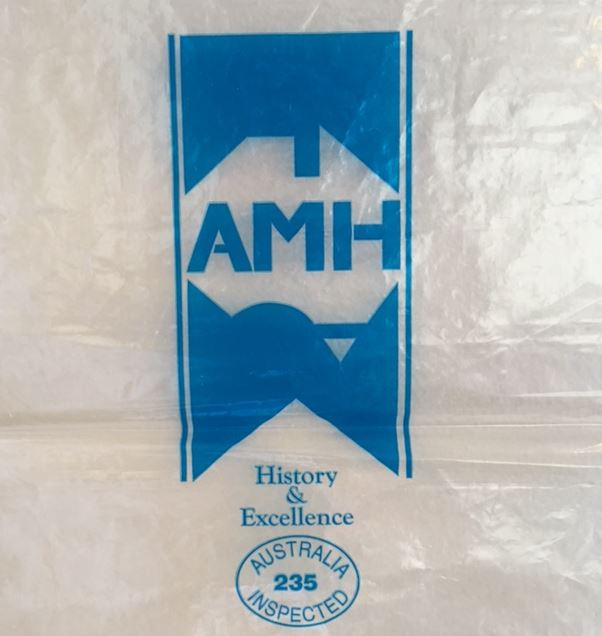 AMH
History
&
Excellence
AUSTRALIA
235
INSPECTED